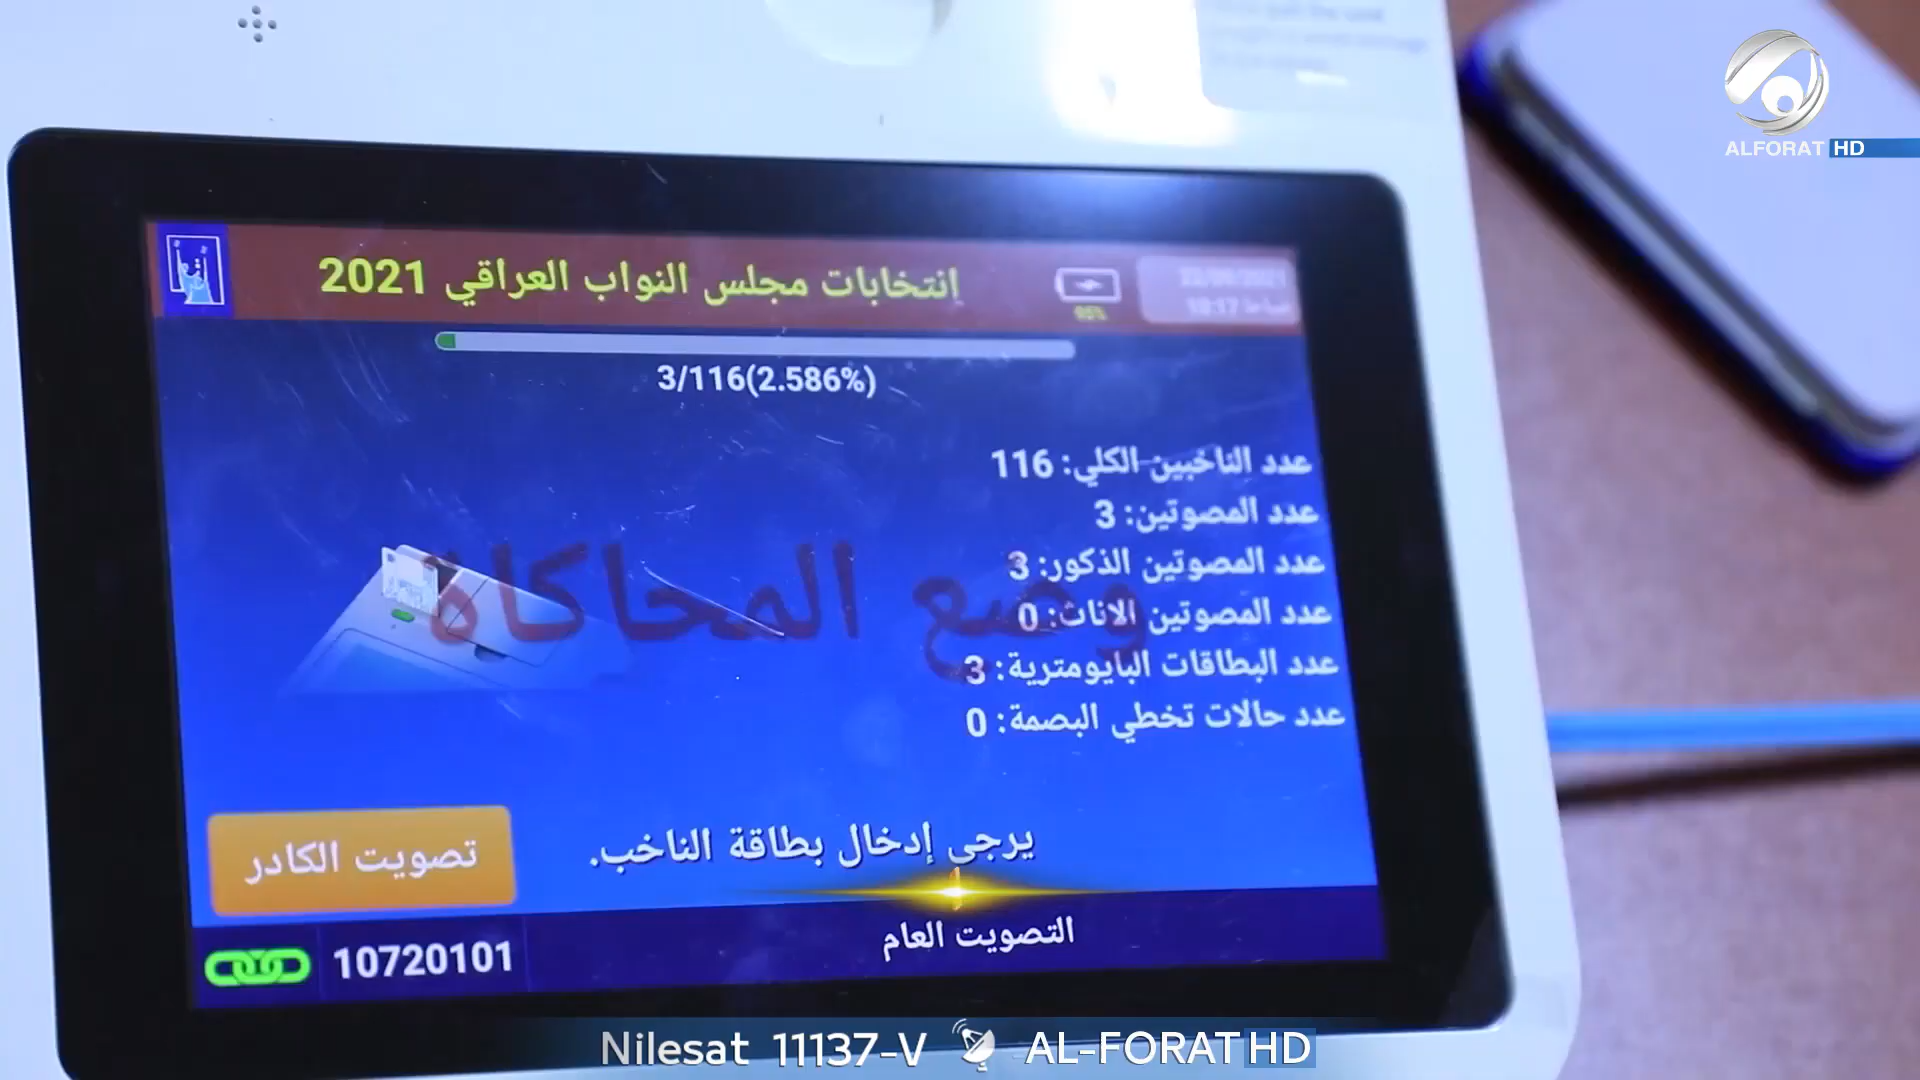 ALFORAT HD
إنتخابات مجلس النواب العراقي 2021
3/116(2.586%)
عدد الناخبين الكلي: 116
عدد المصوتين: 3
عدد المصوتين الذكور: 3
عدد المصوتين الاناث: 0
عدد البطاقات البايومترية: 3
عدد حالات تخطي البصمة: 0
وضع المحاكاة
يرجى إدخال بطاقة الناخب.
تصويت الكادر
التصويت العام
10720101
Nilesat 11137-V AL-FORAT HD